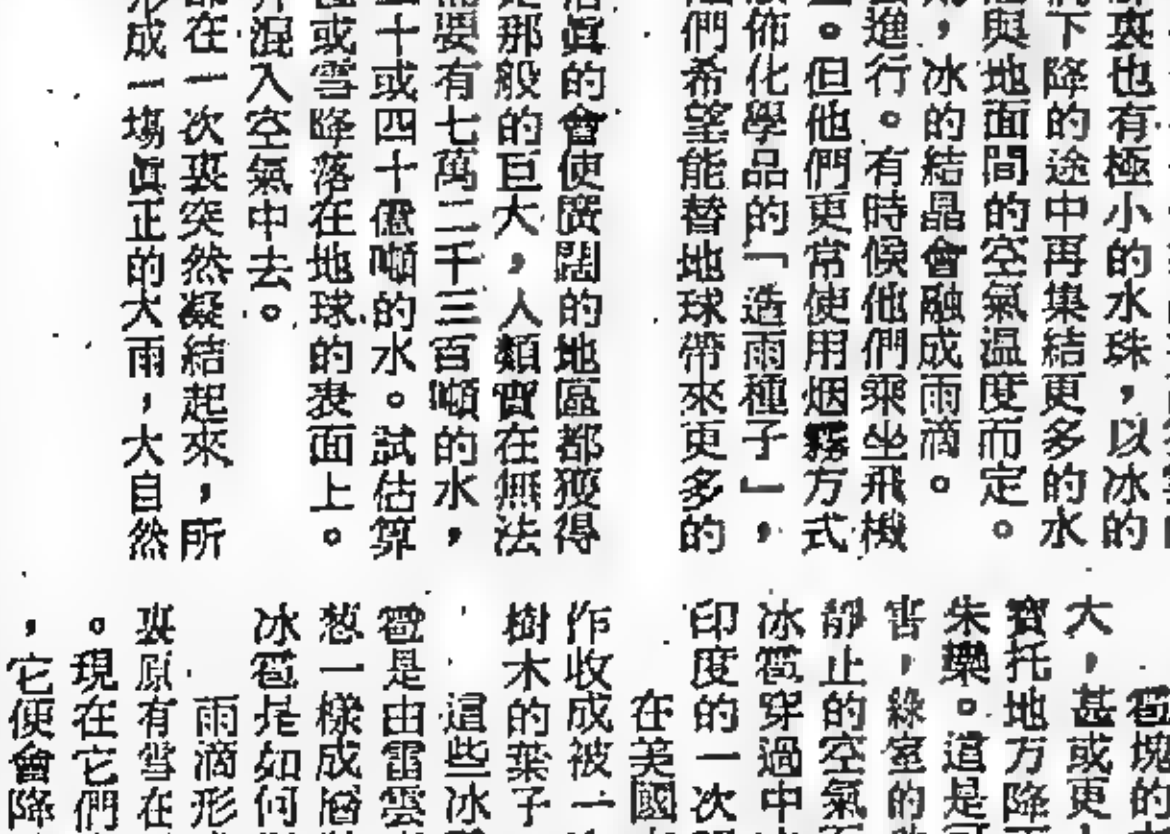 裏也有極小的水珠，以冰的
下降的途中再集結更多的水
與地面間的空氣温度而定。
，冰的結晶會融成雨滴。
進行。有時候他們乘坐飛機
。但他們更常使用烟霧方式
佈化學品的「造雨種子」，
們希望能替地球帶來更多的
眞的會使廣闊的地區都獲得
那般的巨大，人類實在無法
要有七萬二千三百噸的水，
十或四十億噸的水。試估算
或雪降落在地球的表面上。
混入空氣中去。
在一次裏突然凝結起來，所
成一塲眞正的大雨，大自然
雹塊的
大，甚或更
寶托地方降
朱樂。這是
害，綠室的
靜止的空氣
冰雹穿過中
印度的一次
在美國
作收成被一
樹木的葉子
這些冰
雹是由雷雲
葱一樣成層
冰雹是如何
雨滴形
裏原有雪在
。現在它們
，它便會降